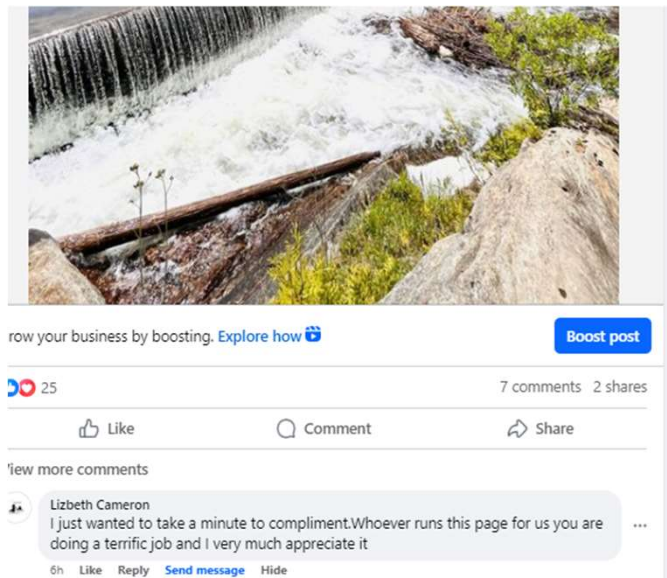 row your business by boosting. Explore how
Boost post
25
7 comments 2 shares
Like
Comment
Share
iew more comments
Lizbeth Cameron
I just wanted to take a minute to compliment.Whoever runs this page for us you are
doing a terrific job and I very much appreciate it
6h Like Reply Send message Hide